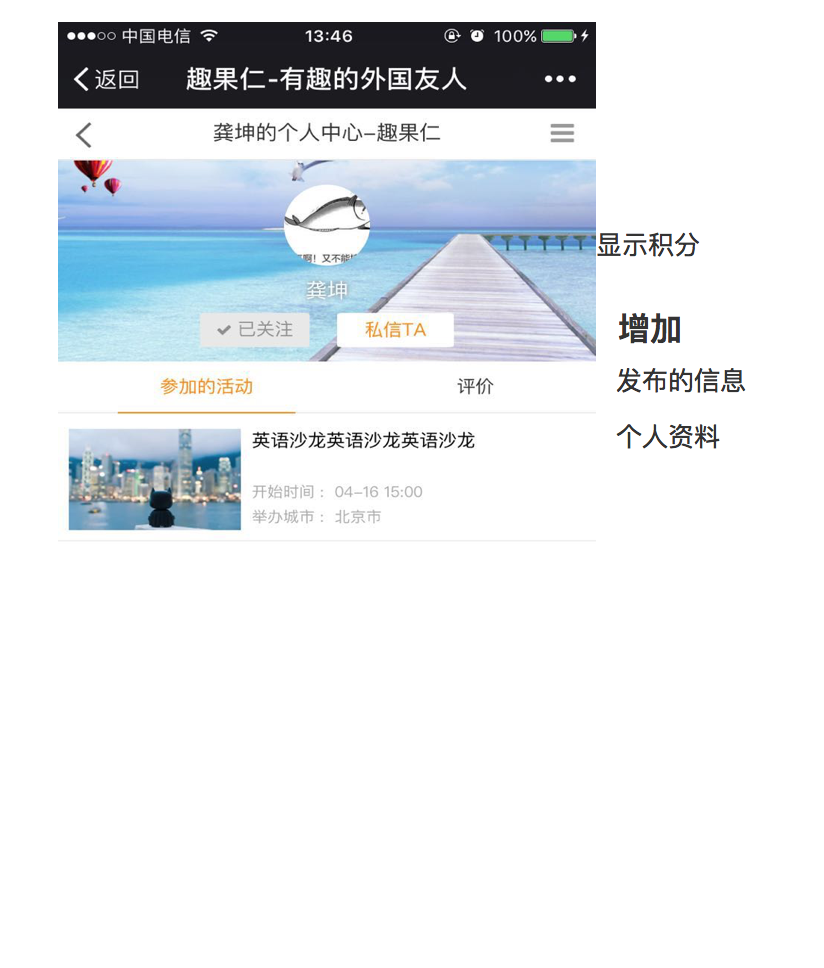 中国电信 13:46 100%
返回 趣果仁-有趣的外国友人
龚坤的个人中心-趣果仁
显示积分
啊！又不能
龚坤
已关注 私信TA
增加
发布的信息
参加的活动 评价
个人资料
英语沙龙英语沙龙英语沙龙
开始时间： 04-16 15:00
举办城市： 北京市